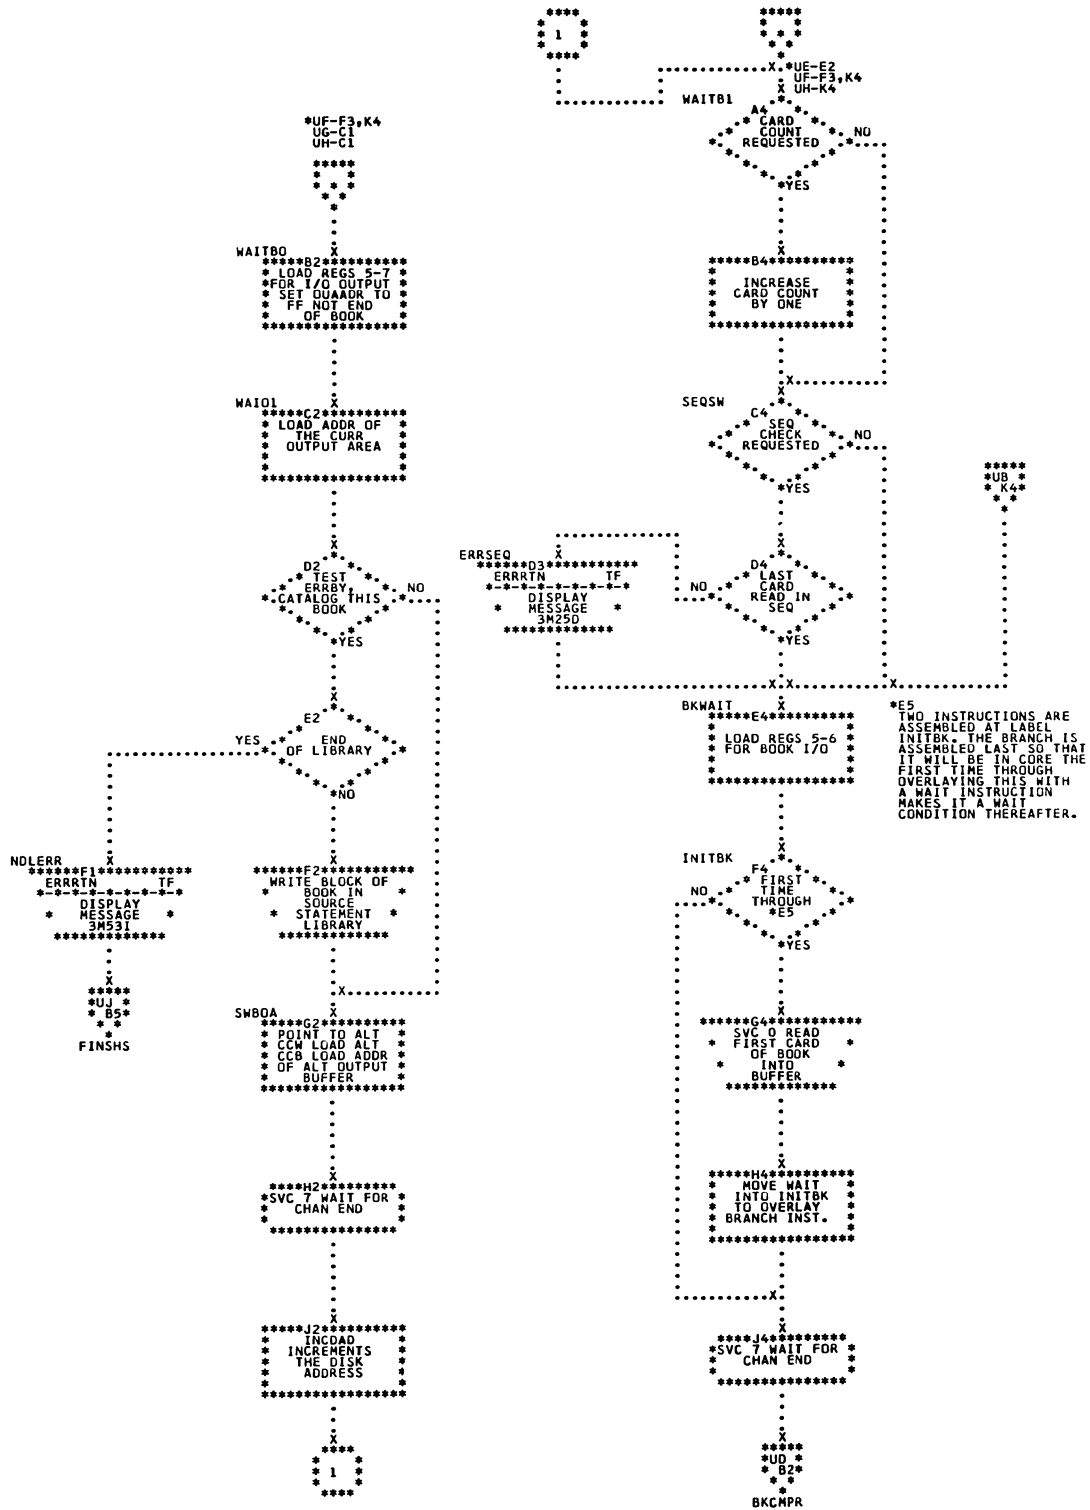 *UF-F3,K4
UG-C1
UH-C1
WAITBO
B2
LOAD REGS 5-7
FOR I/O OUTPUT
SET OUAADR TO
FF NOT END
OF BOOK
WAIO1
C2
LOAD ADDR OF
THE CURR
OUTPUT AREA
D2
TEST
ERRBY,
CATALOG THIS
BOOK
NO
YES
E2
END
OF LIBRARY
YES
NO
NDLERR
F1
ERRRTN TF
DISPLAY
MESSAGE
3M53I
UJ
B5
FINSHS
F2
WRITE BLOCK OF
BOOK IN
SOURCE
STATEMENT
LIBRARY
SWBOA
G2
POINT TO ALT
CCW LOAD ALT
CCB LOAD ADDR
OF ALT OUTPUT
BUFFER
H2
SVC 7 WAIT FOR
CHAN END
J2
INCDAD
INCREMENTS
THE DISK
ADDRESS
1
1
*UE-E2
UF-F3,K4
UH-K4
WAITB1
A4
CARD
COUNT
REQUESTED
NO
YES
B4
INCREASE
CARD COUNT
BY ONE
SEQSW
C4
SEQ
CHECK
REQUESTED
NO
YES
UB
K4
ERRSEQ
D3
ERRRTN TF
DISPLAY
MESSAGE
3M25D
D4
LAST
CARD
READ IN
SEQ
NO
YES
BKWAIT
E4
LOAD REGS 5-6
FOR BOOK I/O
*E5
TWO INSTRUCTIONS ARE
ASSEMBLED AT LABEL
INITBK. THE BRANCH IS
ASSEMBLED LAST SO THAT
IT WILL BE IN CORE THE
FIRST TIME THROUGH
OVERLAYING THIS WITH
A WAIT INSTRUCTION
MAKES IT A WAIT
CONDITION THEREAFTER.
INITBK
F4
FIRST
TIME
THROUGH
*E5
NO
YES
G4
SVC 0 READ
FIRST CARD
OF BOOK
INTO
BUFFER
H4
MOVE WAIT
INTO INITBK
TO OVERLAY
BRANCH INST.
J4
SVC 7 WAIT FOR
CHAN END
UD
B2
BKCMPR